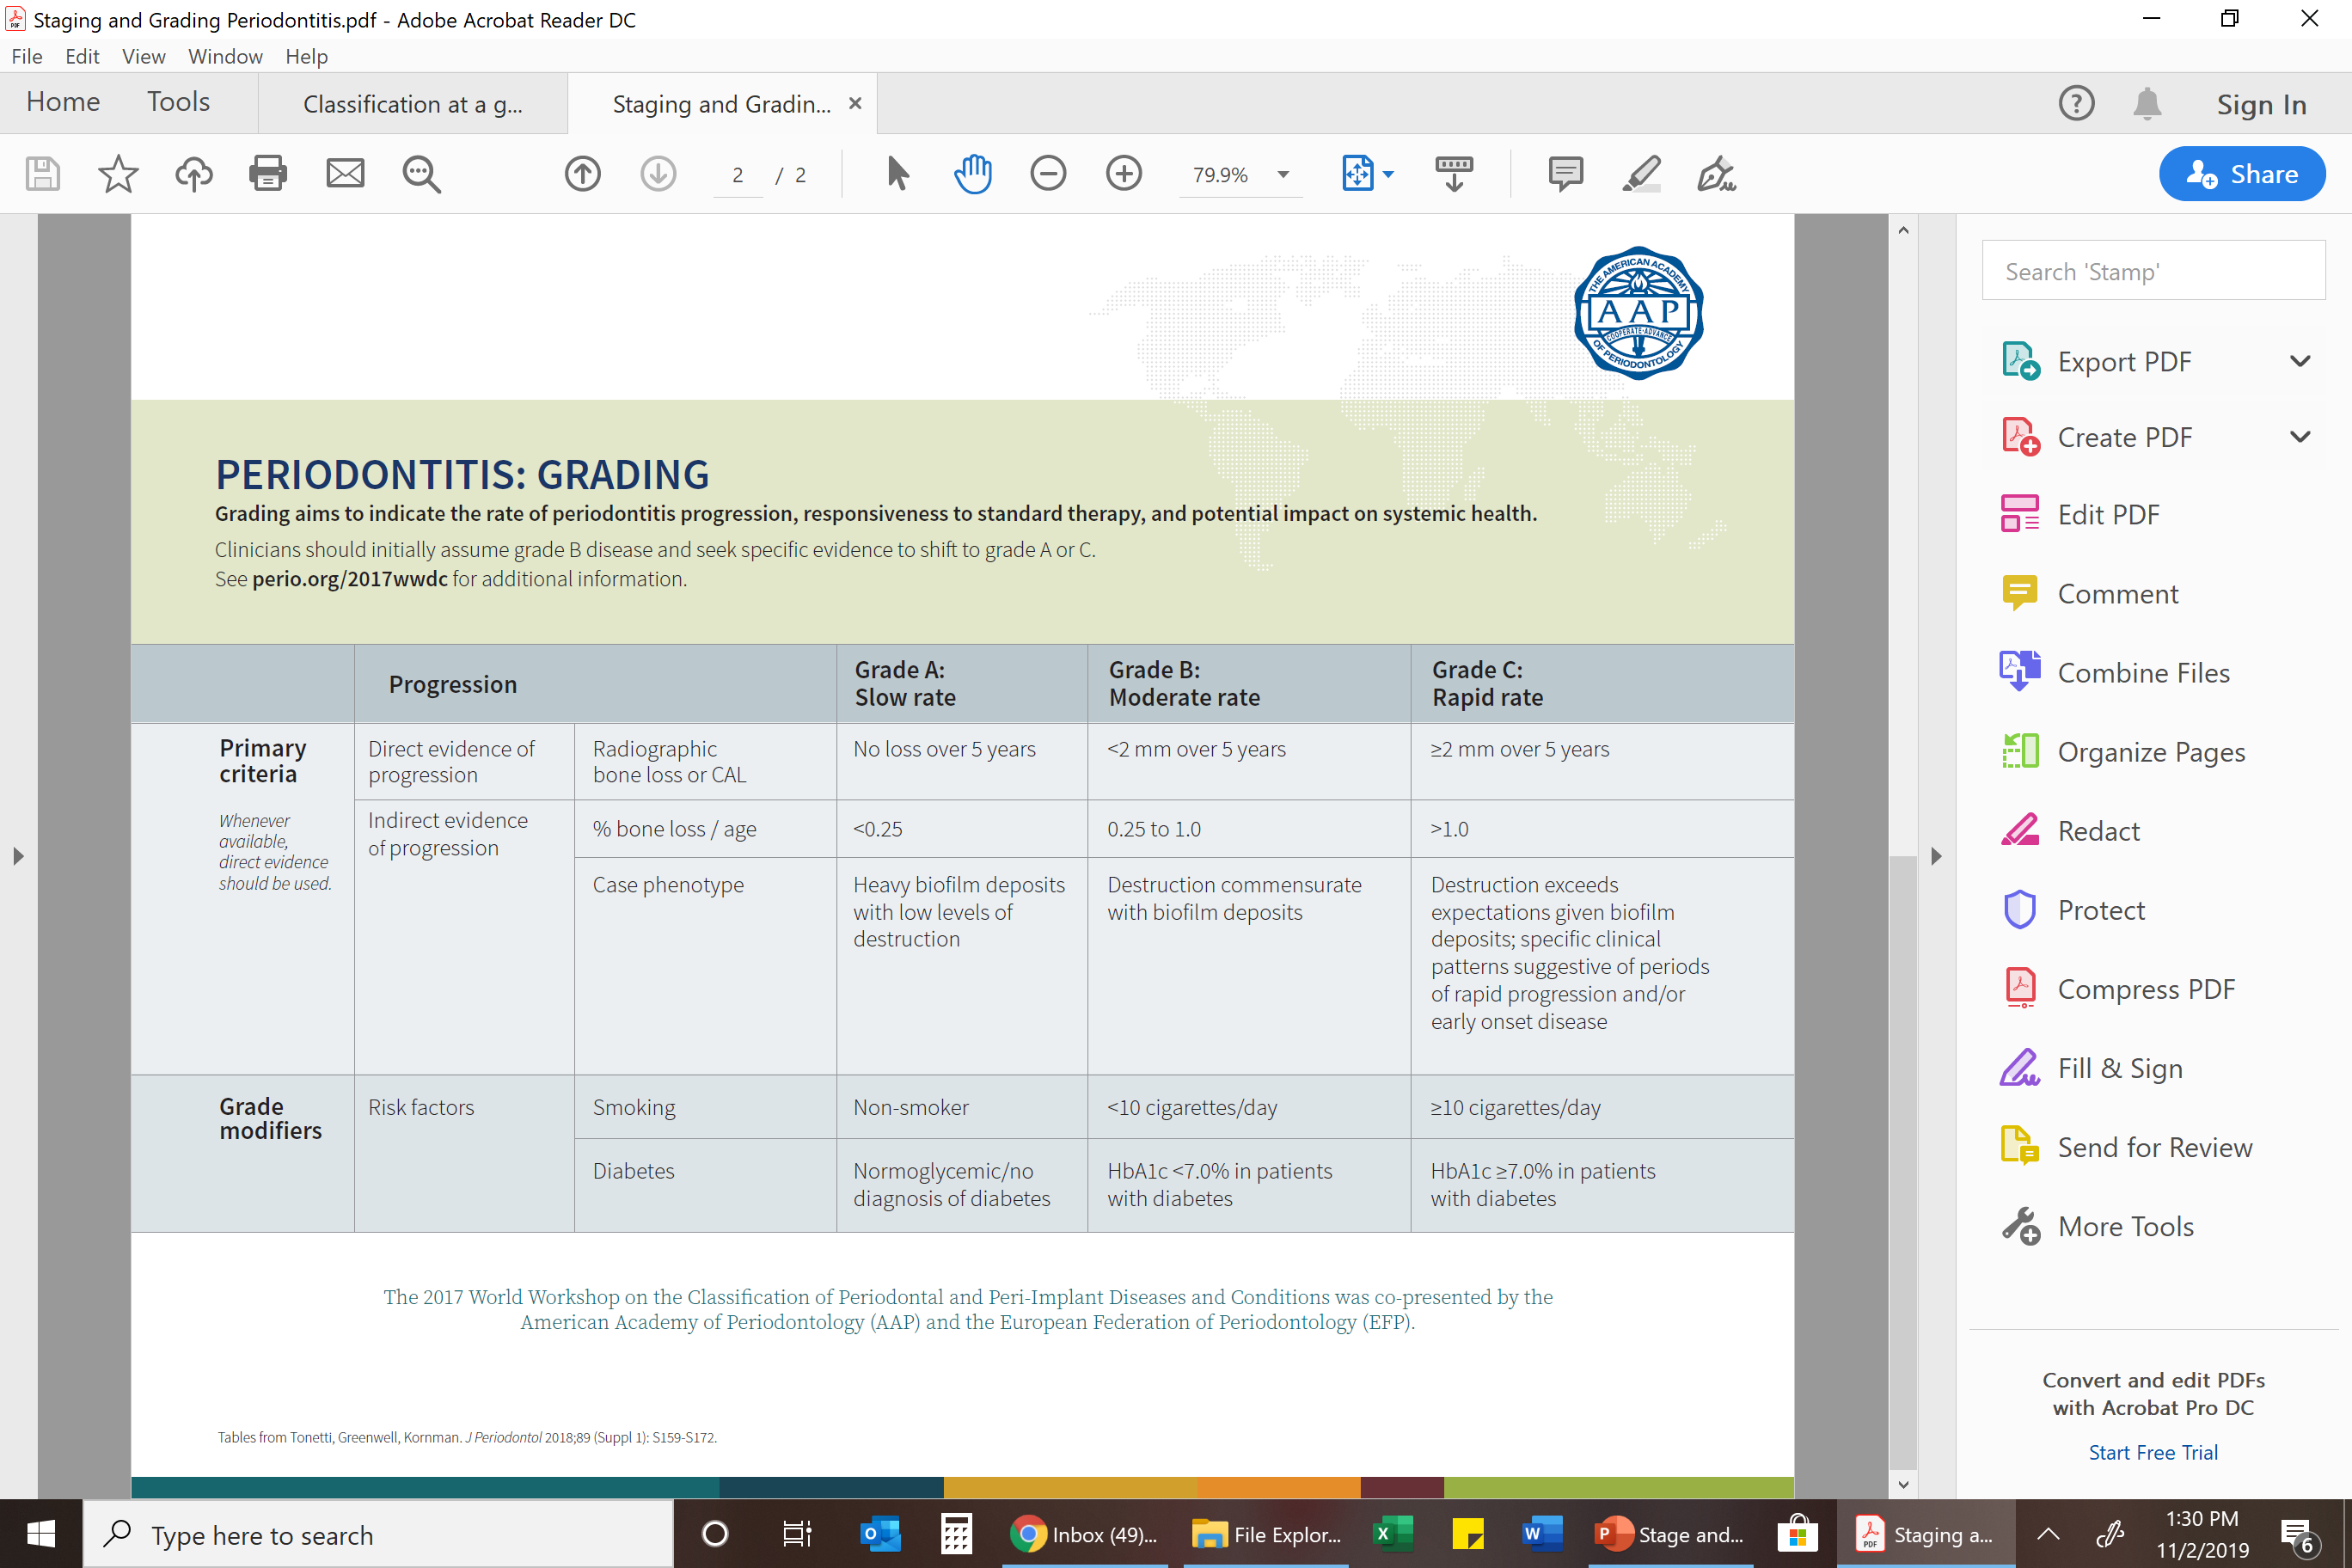 Staging and Grading Periodontitis.pdf - Adobe Acrobat Reader DC
File Edit View Window Help
Home Tools Classification at a g... Staging and Gradin... ×
Sign In
2 / 2 79.9% Share
Search 'Stamp'
THE AMERICAN ACADEMY
AAP
COOPERATE·ADVANCE
OF PERIODONTOLOGY
PERIODONTITIS: GRADING
Grading aims to indicate the rate of periodontitis progression, responsiveness to standard therapy, and potential impact on systemic health.
Clinicians should initially assume grade B disease and seek specific evidence to shift to grade A or C.
See perio.org/2017wwdc for additional information.
Progression
Grade A:
Slow rate
Grade B:
Moderate rate
Grade C:
Rapid rate
Primary
criteria
Whenever
available,
direct evidence
should be used.
Direct evidence of
progression
Radiographic
bone loss or CAL
No loss over 5 years
<2 mm over 5 years
≥2 mm over 5 years
Indirect evidence
of progression
% bone loss / age
<0.25
0.25 to 1.0
>1.0
Case phenotype
Heavy biofilm deposits
with low levels of
destruction
Destruction commensurate
with biofilm deposits
Destruction exceeds
expectations given biofilm
deposits; specific clinical
patterns suggestive of periods
of rapid progression and/or
early onset disease
Grade
modifiers
Risk factors
Smoking
Non-smoker
<10 cigarettes/day
≥10 cigarettes/day
Diabetes
Normoglycemic/no
diagnosis of diabetes
HbA1c <7.0% in patients
with diabetes
HbA1c ≥7.0% in patients
with diabetes
The 2017 World Workshop on the Classification of Periodontal and Peri-Implant Diseases and Conditions was co-presented by the
American Academy of Periodontology (AAP) and the European Federation of Periodontology (EFP).
Tables from Tonetti, Greenwell, Kornman. J Periodontol 2018;89 (Suppl 1): S159-S172.
Export PDF
Create PDF
Edit PDF
Comment
Combine Files
Organize Pages
Redact
Protect
Compress PDF
Fill & Sign
Send for Review
More Tools
Convert and edit PDFs
with Acrobat Pro DC
Start Free Trial
Type here to search
Inbox (49)...
File Explor...
Stage and...
Staging a...
1:30 PM
11/2/2019
6